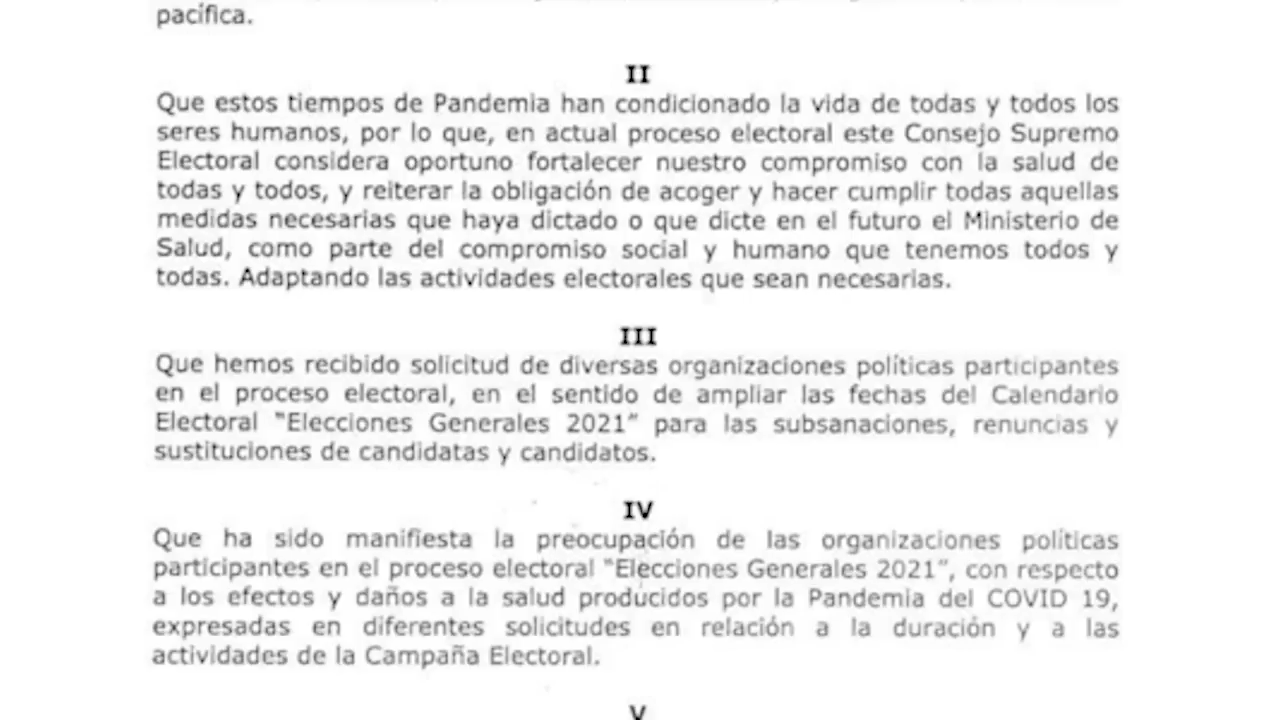 pacífica.
II
Que estos tiempos de Pandemia han condicionado la vida de todas y todos los
seres humanos, por lo que, en actual proceso electoral este Consejo Supremo
Electoral considera oportuno fortalecer nuestro compromiso con la salud de
todas y todos, y reiterar la obligación de acoger y hacer cumplir todas aquellas
medidas necesarias que haya dictado o que dicte en el futuro el Ministerio de
Salud, como parte del compromiso social y humano que tenemos todos y
todas. Adaptando las actividades electorales que sean necesarias.
III
Que hemos recibido solicitud de diversas organizaciones políticas participantes
en el proceso electoral, en el sentido de ampliar las fechas del Calendario
Electoral "Elecciones Generales 2021" para las subsanaciones, renuncias y
sustituciones de candidatas y candidatos.
IV
Que ha sido manifiesta la preocupación de las organizaciones políticas
participantes en el proceso electoral "Elecciones Generales 2021", con respecto
a los efectos y daños a la salud producidos por la Pandemia del COVID 19,
expresadas en diferentes solicitudes en relación a la duración y a las
actividades de la Campaña Electoral.
V